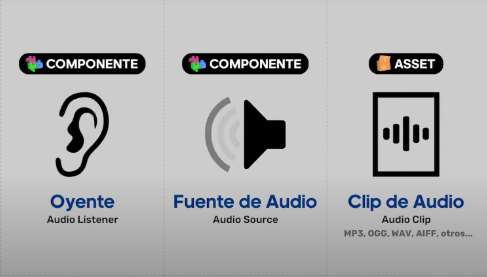 COMPONENTE
Oyente
Audio Listener
COMPONENTE
Fuente de Audio
Audio Source
ASSET
Clip de Audio
Audio Clip
MP3, OGG, WAV, AIFF, otros...